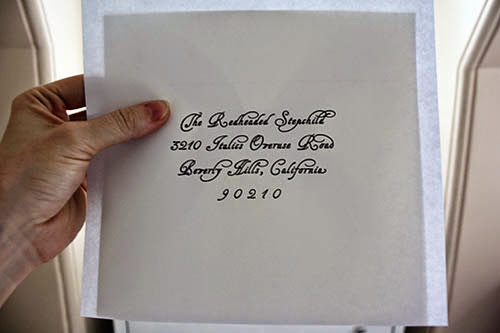 The Redheaded Stepchild
3210 Italics Overuse Road
Beverly Hills, California
90210